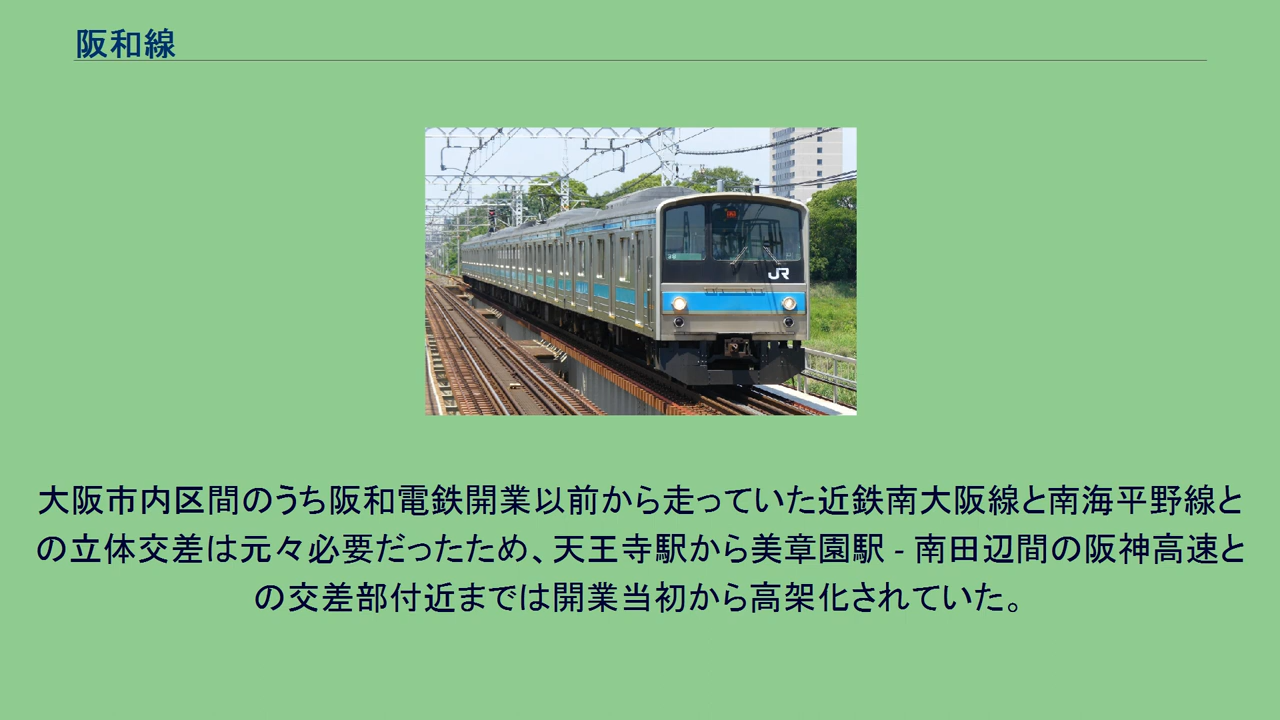 阪和線
JR
大阪市内区間のうち阪和電鉄開業以前から走っていた近鉄南大阪線と南海平野線と
の立体交差は元々必要だったため、天王寺駅から美章園駅 - 南田辺間の阪神高速と
の交差部付近までは開業当初から高架化されていた。